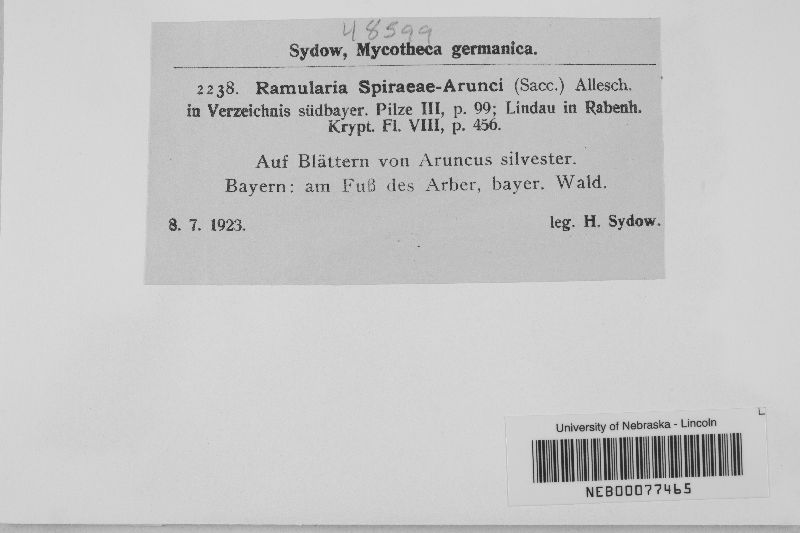 48599
Sydow, Mycotheca germanica.
2238. Ramularia Spiraeae-Arunci (Sacc.) Allesch.
in Verzeichnis südbayer. Pilze III, p. 99; Lindau in Rabenh.
Krypt. Fl. VIII, p. 456.
Auf Blättern von Aruncus silvester.
Bayern: am Fuß des Arber, bayer. Wald.
8. 7. 1923. leg. H. Sydow.
University of Nebraska - Lincoln
NEB00077465